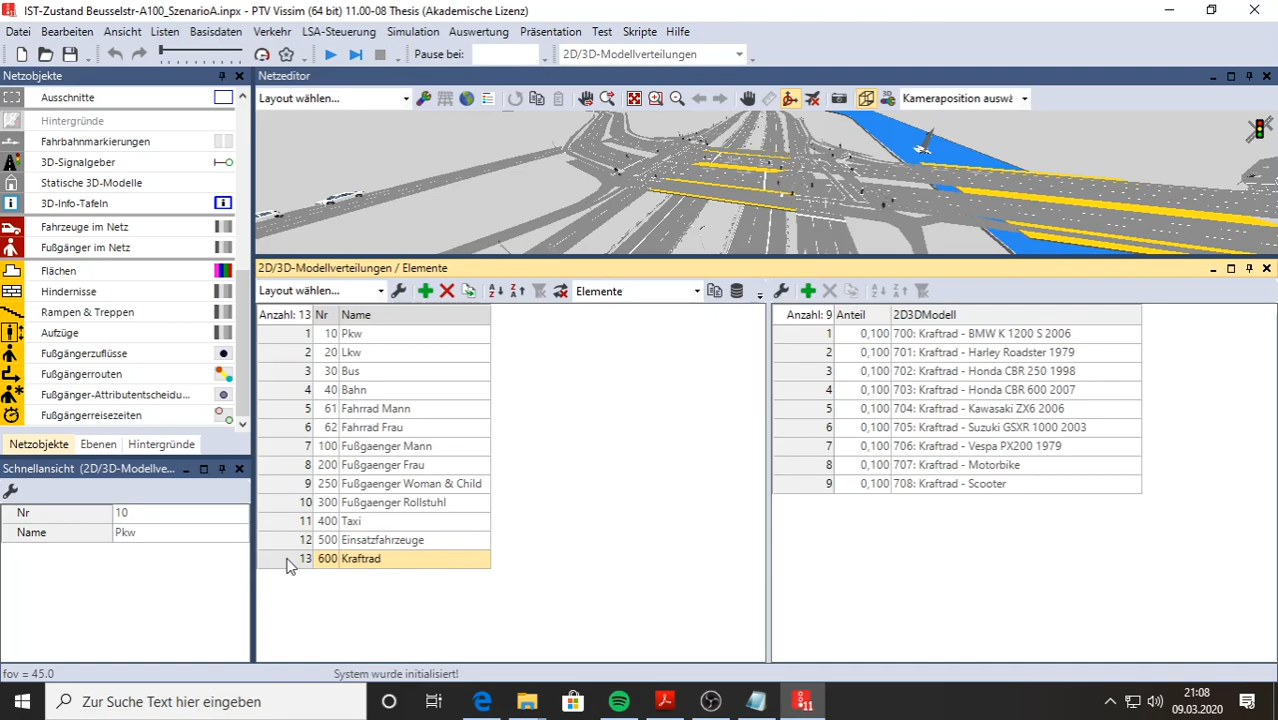 IST-Zustand Beusselstr-A100_SzenarioA.inpx - PTV Vissim (64 bit) 11.00-08 Thesis (Akademische Lizenz)
Datei Bearbeiten Ansicht Listen Basisdaten Verkehr LSA-Steuerung Simulation Auswertung Präsentation Test Skripte Hilfe
Pause bei: 2D/3D-Modellverteilungen
Netzobjekte
Ausschnitte
Hintergründe
Fahrbahnmarkierungen
3D-Signalgeber
Statische 3D-Modelle
3D-Info-Tafeln
Fahrzeuge im Netz
Fußgänger im Netz
Flächen
Hindernisse
Rampen & Treppen
Aufzüge
Fußgängerzuflüsse
Fußgängerrouten
Fußgänger-Attributentscheidu...
Fußgängerreisezeiten
Netzobjekte Ebenen Hintergründe
Schnellansicht (2D/3D-Modellve...
Nr 10
Name Pkw
Netzeditor
Layout wählen... Kameraposition auswä
2D/3D-Modellverteilungen / Elemente
Layout wählen... Elemente
Anzahl: 13 Nr Name
1 10 Pkw
2 20 Lkw
3 30 Bus
4 40 Bahn
5 61 Fahrrad Mann
6 62 Fahrrad Frau
7 100 Fußgaenger Mann
8 200 Fußgaenger Frau
9 250 Fußgaenger Woman & Child
10 300 Fußgaenger Rollstuhl
11 400 Taxi
12 500 Einsatzfahrzeuge
13 600 Kraftrad
Anzahl: 9 Anteil 2D3DModell
1 0,100 700: Kraftrad - BMW K 1200 S 2006
2 0,100 701: Kraftrad - Harley Roadster 1979
3 0,100 702: Kraftrad - Honda CBR 250 1998
4 0,100 703: Kraftrad - Honda CBR 600 2007
5 0,100 704: Kraftrad - Kawasaki ZX6 2006
6 0,100 705: Kraftrad - Suzuki GSXR 1000 2003
7 0,100 706: Kraftrad - Vespa PX200 1979
8 0,100 707: Kraftrad - Motorbike
9 0,100 708: Kraftrad - Scooter
fov = 45.0 System wurde initialisiert!
Zur Suche Text hier eingeben
11
21:08
09.03.2020